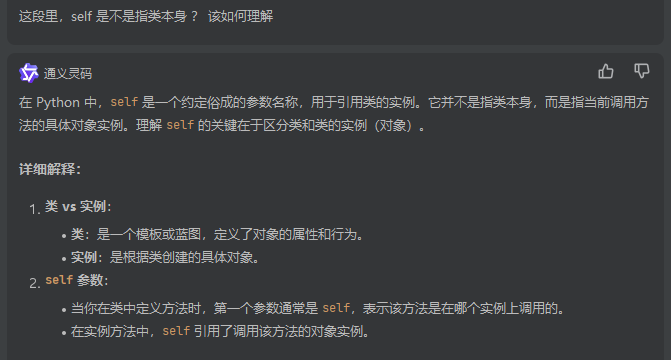 这段里，self 是不是指类本身 ？ 该如何理解
通义灵码
在 Python 中，self 是一个约定俗成的参数名称，用于引用类的实例。它并不是指类本身，而是指当前调用方
法的具体对象实例。理解 self 的关键在于区分类和类的实例（对象）。
详细解释：
1. 类 vs 实例：
• 类：是一个模板或蓝图，定义了对象的属性和行为。
• 实例：是根据类创建的具体对象。
2. self 参数：
• 当你在类中定义方法时，第一个参数通常是 self，表示该方法是在哪个实例上调用的。
• 在实例方法中，self 引用了调用该方法的对象实例。